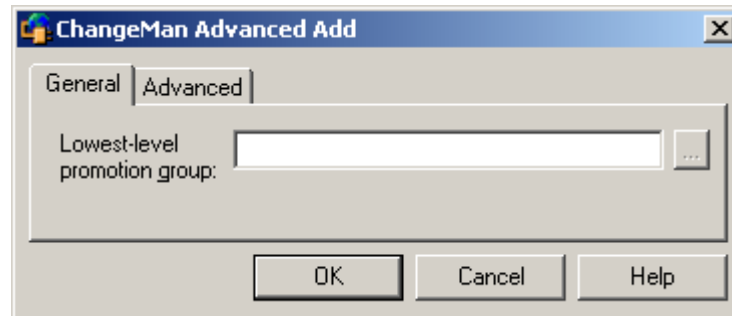 ChangeMan Advanced Add
General Advanced
Lowest-level
promotion group:
...
OK Cancel Help